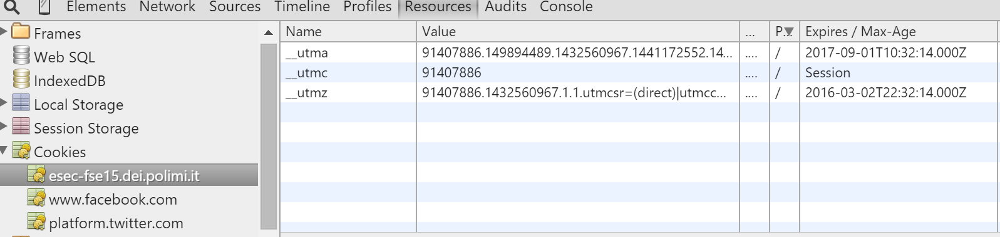 Elements Network Sources Timeline Profiles Resources Audits Console
Name Value ... P... Expires / Max-Age
Frames
Web SQL
IndexedDB
Local Storage
Session Storage
Cookies
esec-fse15.dei.polimi.it
www.facebook.com
platform.twitter.com
__utma 91407886.149894489.1432560967.1441172552.14... .... / 2017-09-01T10:32:14.000Z
__utmc 91407886 .... / Session
__utmz 91407886.1432560967.1.1.utmcsr=(direct)|utmcc... .... / 2016-03-02T22:32:14.000Z